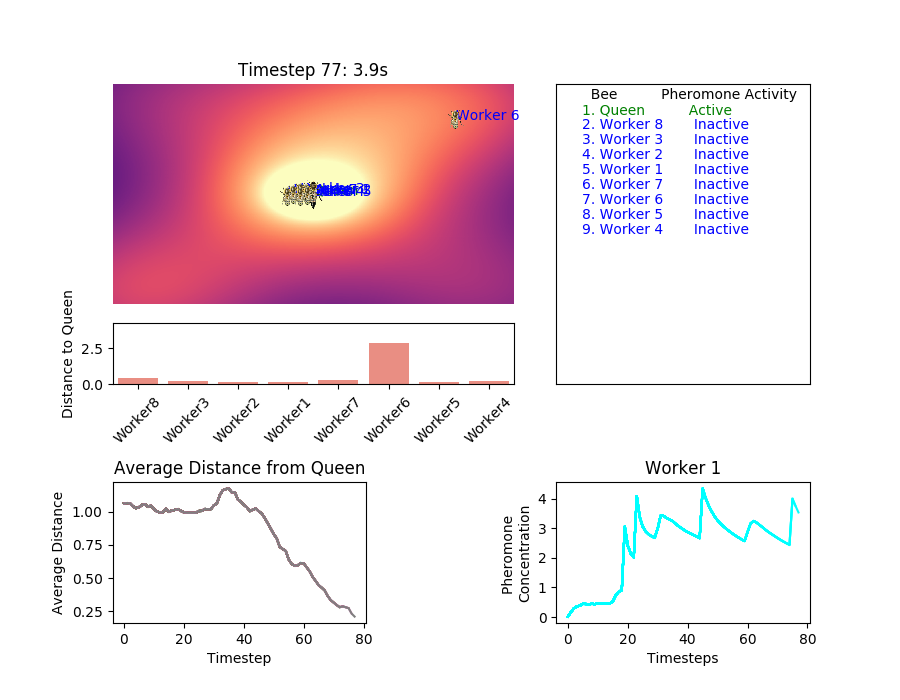 Timestep 77: 3.9s
Worker 6
Bee Pheromone Activity
1. Queen Active
2. Worker 8 Inactive
3. Worker 3 Inactive
4. Worker 2 Inactive
5. Worker 1 Inactive
6. Worker 7 Inactive
7. Worker 6 Inactive
8. Worker 5 Inactive
9. Worker 4 Inactive
Distance to Queen
2.5
0.0
Worker8
Worker3
Worker2
Worker1
Worker7
Worker6
Worker5
Worker4
Average Distance from Queen
Average Distance
1.00
0.75
0.50
0.25
0 20 40 60 80
Timestep
Worker 1
Pheromone
Concentration
4
3
2
1
0
0 20 40 60 80
Timesteps